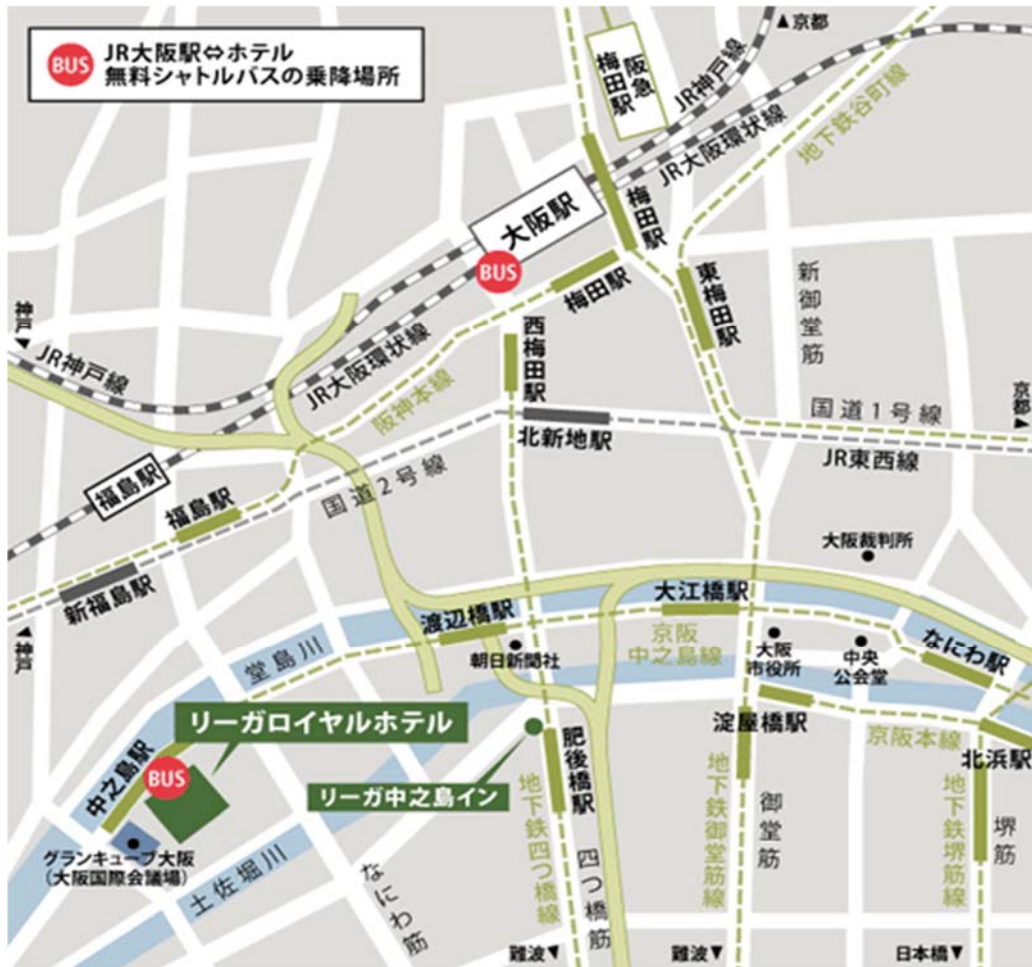 BUS
JR大阪駅⇔ホテル
無料シャトルバスの乗降場所
▲京都
阪急
梅田駅
JR神戸線
JR大阪環状線
地下鉄谷町線
大阪駅
梅田駅
BUS
梅田駅
東梅田駅
新御堂筋
神戸▼
JR神戸線
JR大阪環状線
阪神本線
西梅田駅
京都▶
国道1号線
北新地駅
JR東西線
国道2号線
福島駅
福島駅
新福島駅
◀神戸
大阪裁判所
渡辺橋駅
大江橋駅
朝日新聞社
京阪
中之島線
大阪
市役所
中央
公会堂
なにわ駅
堂島川
リーガロイヤルホテル
中之島駅
BUS
リーガ中之島イン
肥後橋駅
淀屋橋駅
京阪本線
北浜駅
グランキューブ大阪
(大阪国際会議場)
土佐堀川
なにわ筋
地下鉄四つ橋線
四つ橋筋
地下鉄御堂筋線
御堂筋
地下鉄堺筋線
堺筋
難波▼
難波▼
日本橋▼